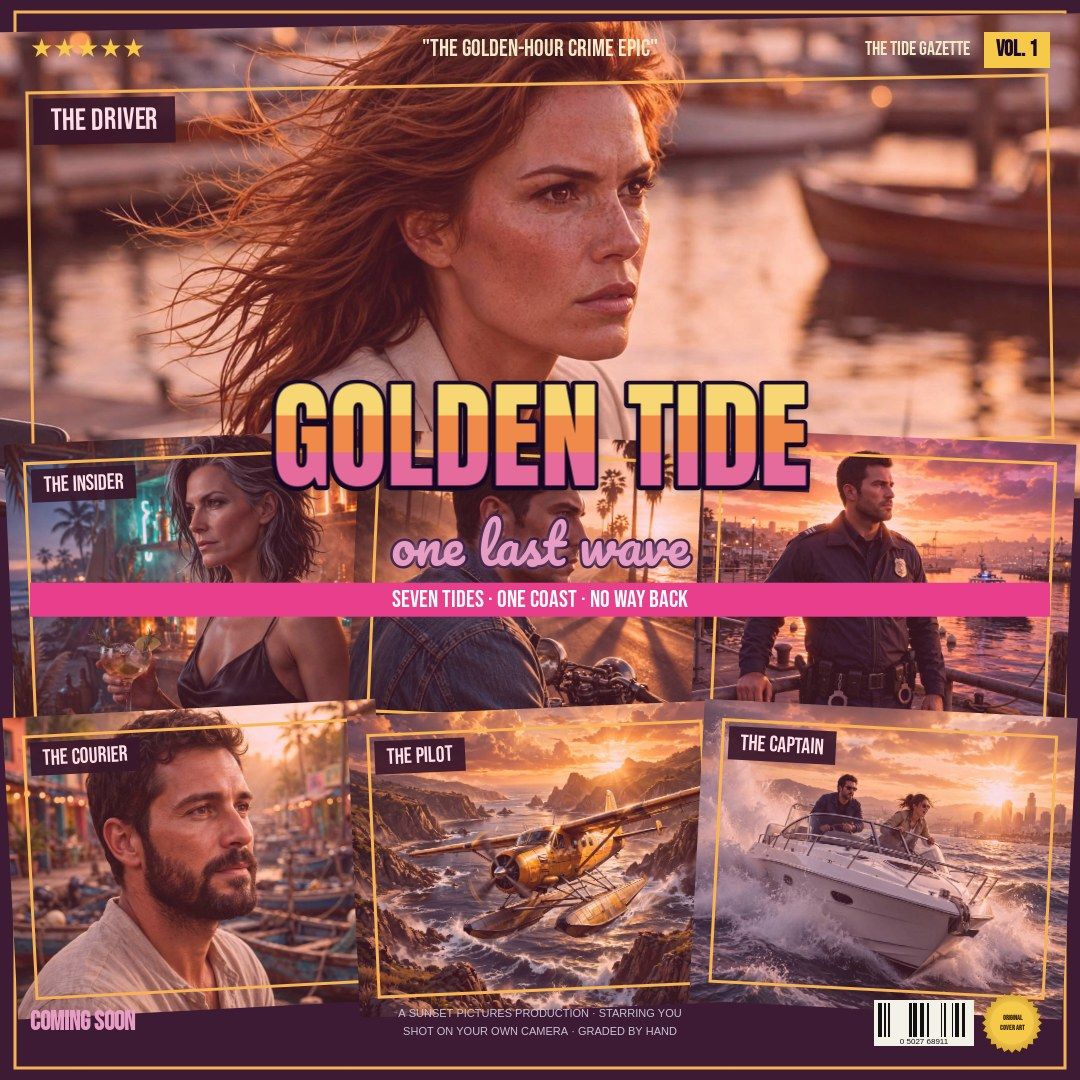 ★★★★★
"THE GOLDEN-HOUR CRIME EPIC"
THE TIDE GAZETTE
VOL. 1
THE DRIVER
GOLDEN TIDE
THE INSIDER
one last wave
SEVEN TIDES · ONE COAST · NO WAY BACK
THE COURIER
THE PILOT
THE CAPTAIN
COMING SOON
A SUNSET PICTURES PRODUCTION · STARRING YOU
SHOT ON YOUR OWN CAMERA · GRADED BY HAND
0 5027 68911
ORIGINAL
COVER ART